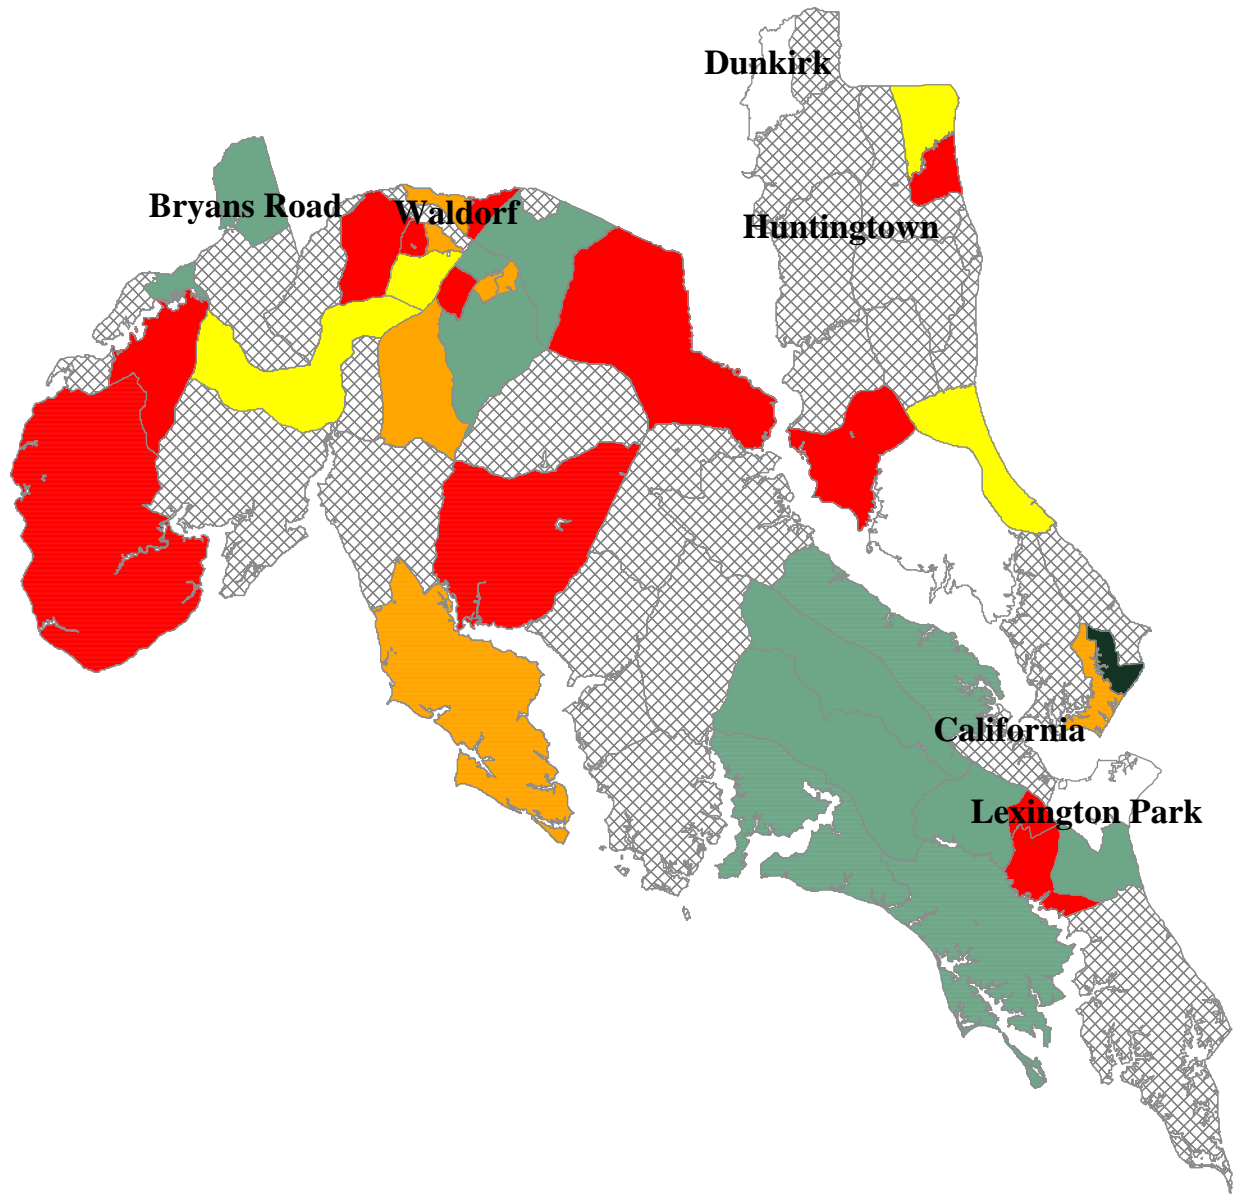 Dunkirk
Bryans Road
Waldorf
Huntingtown
California
Lexington Park